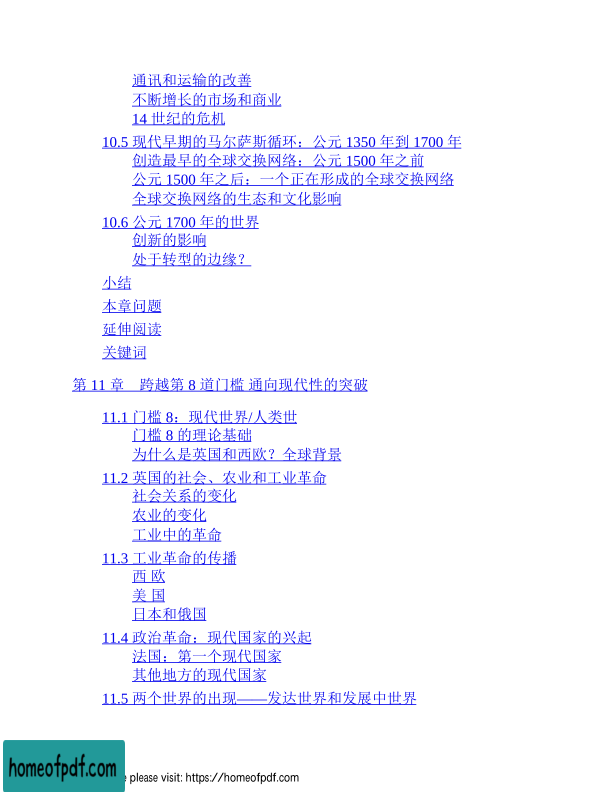 通讯和运输的改善
不断增长的市场和商业
14 世纪的危机
10.5 现代早期的马尔萨斯循环：公元 1350 年到 1700 年
创造最早的全球交换网络：公元 1500 年之前
公元 1500 年之后：一个正在形成的全球交换网络
全球交换网络的生态和文化影响
10.6 公元 1700 年的世界
创新的影响
处于转型的边缘？
小结
本章问题
延伸阅读
关键词
第 11 章　跨越第 8 道门槛 通向现代性的突破
11.1 门槛 8：现代世界/人类世
门槛 8 的理论基础
为什么是英国和西欧？全球背景
11.2 英国的社会、农业和工业革命
社会关系的变化
农业的变化
工业中的革命
11.3 工业革命的传播
西 欧
美 国
日本和俄国
11.4 政治革命：现代国家的兴起
法国：第一个现代国家
其他地方的现代国家
11.5 两个世界的出现——发达世界和发展中世界
homeofpdf.com
please visit: https://homeofpdf.com